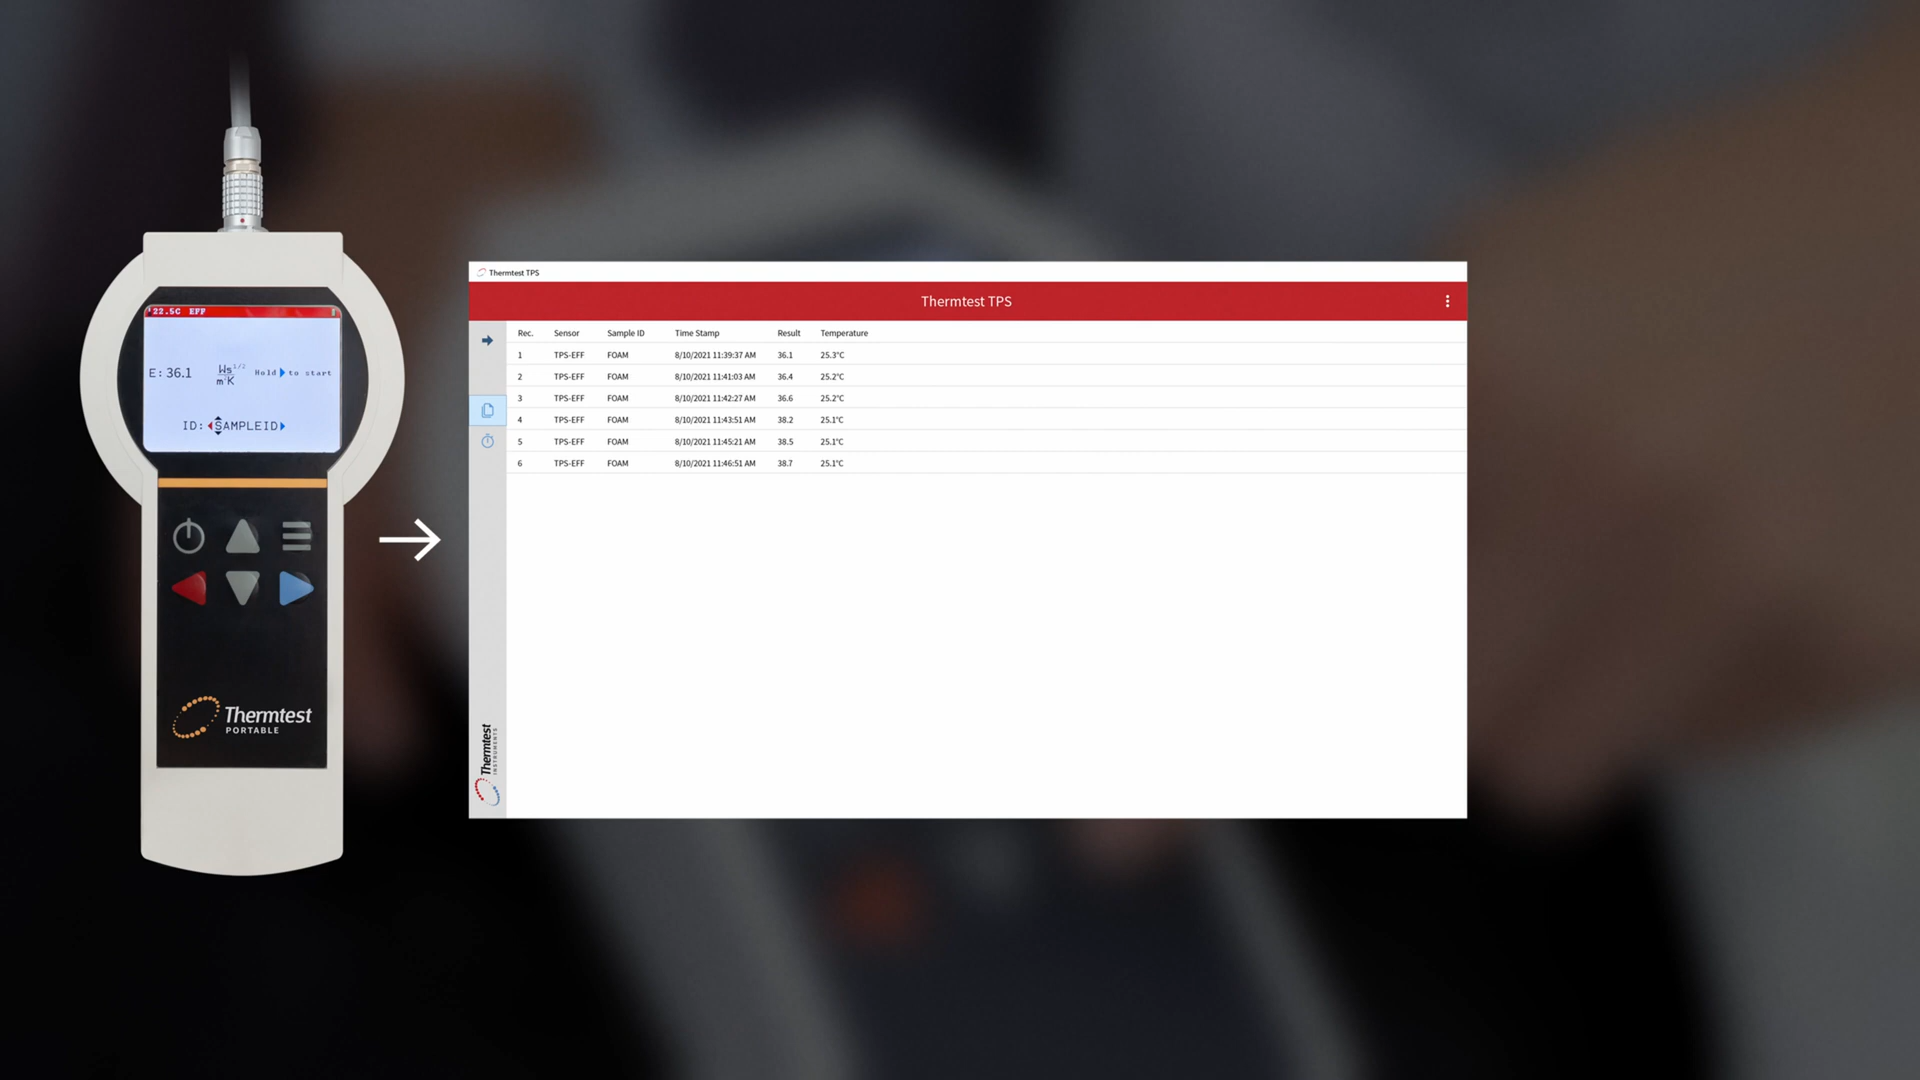 22.5C EFF
E: 36.1 Ws1/2 Hold to start
m²K
ID: SAMPLEID
Thermtest
PORTABLE
Thermtest TPS
Thermtest TPS
Rec. Sensor Sample ID Time Stamp Result Temperature
1 TPS-EFF FOAM 8/10/2021 11:39:37 AM 36.1 25.3°C
2 TPS-EFF FOAM 8/10/2021 11:41:03 AM 36.4 25.2°C
3 TPS-EFF FOAM 8/10/2021 11:42:27 AM 36.6 25.2°C
4 TPS-EFF FOAM 8/10/2021 11:43:51 AM 38.2 25.1°C
5 TPS-EFF FOAM 8/10/2021 11:45:21 AM 38.5 25.1°C
6 TPS-EFF FOAM 8/10/2021 11:46:51 AM 38.7 25.1°C
Thermtest
INSTRUMENTS